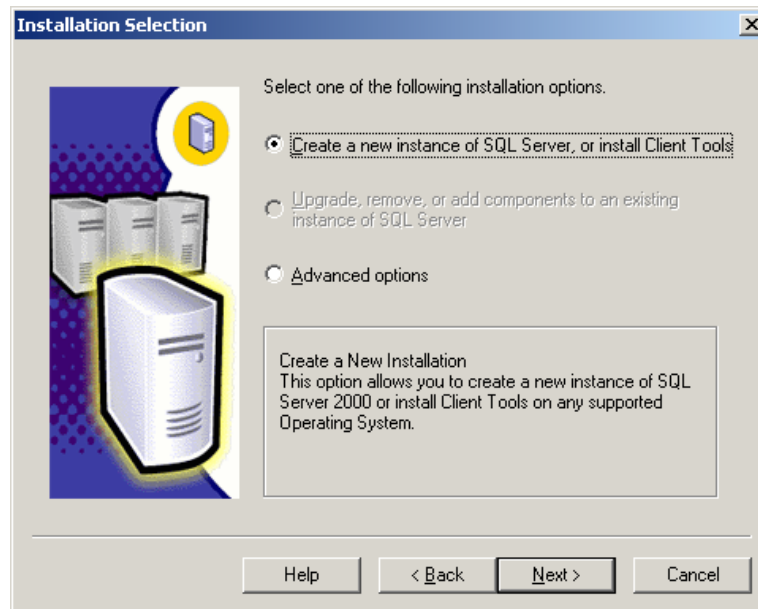 Installation Selection
Select one of the following installation options.
Create a new instance of SQL Server, or install Client Tools
Upgrade, remove, or add components to an existing
instance of SQL Server
Advanced options
Create a New Installation
This option allows you to create a new instance of SQL
Server 2000 or install Client Tools on any supported
Operating System.
Help
< Back
Next >
Cancel